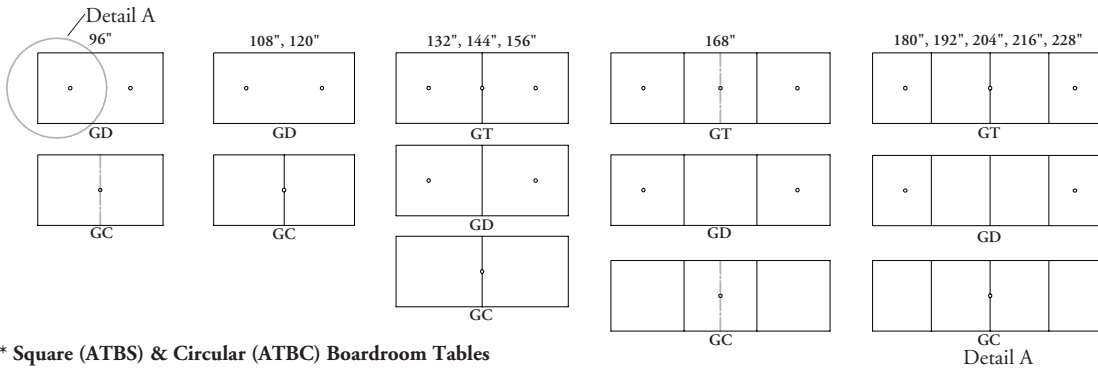 Detail A
96" 108", 120" 132", 144", 156" 168" 180", 192", 204", 216", 228"
GD GD GT GT GT
GC GC GD GD GD
GC GC GC
* Square (ATBS) & Circular (ATBC) Boardroom Tables
Detail A